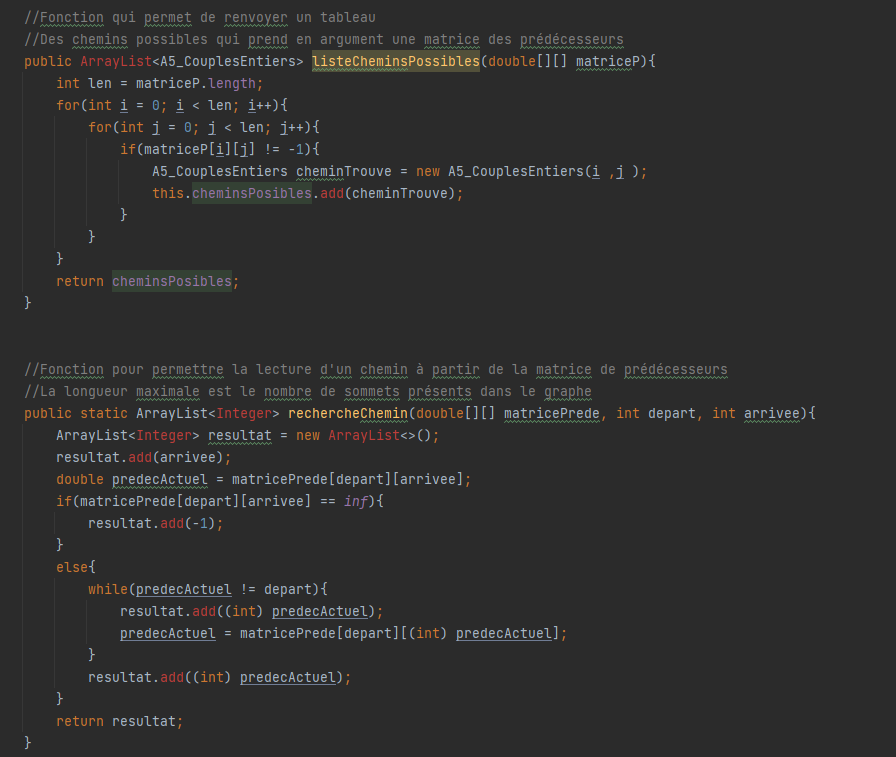 //Fonction qui permet de renvoyer un tableau
//Des chemins possibles qui prend en argument une matrice des prédécesseurs
public ArrayList<A5_CouplesEntiers> listeCheminsPossibles(double[][] matriceP){
int len = matriceP.length;
for(int i = 0; i < len; i++){
for(int j = 0; j < len; j++){
if(matriceP[i][j] != -1){
A5_CouplesEntiers cheminTrouve = new A5_CouplesEntiers(i ,j );
this.cheminsPosibles.add(cheminTrouve);
}
}
}
return cheminsPosibles;
}
//Fonction pour permettre la lecture d'un chemin à partir de la matrice de prédécesseurs
//La longueur maximale est le nombre de sommets présents dans le graphe
public static ArrayList<Integer> rechercheChemin(double[][] matricePrede, int depart, int arrivee){
ArrayList<Integer> resultat = new ArrayList<>();
resultat.add(arrivee);
double predecActuel = matricePrede[depart][arrivee];
if(matricePrede[depart][arrivee] == inf){
resultat.add(-1);
}
else{
while(predecActuel != depart){
resultat.add((int) predecActuel);
predecActuel = matricePrede[depart][(int) predecActuel];
}
resultat.add((int) predecActuel);
}
return resultat;
}